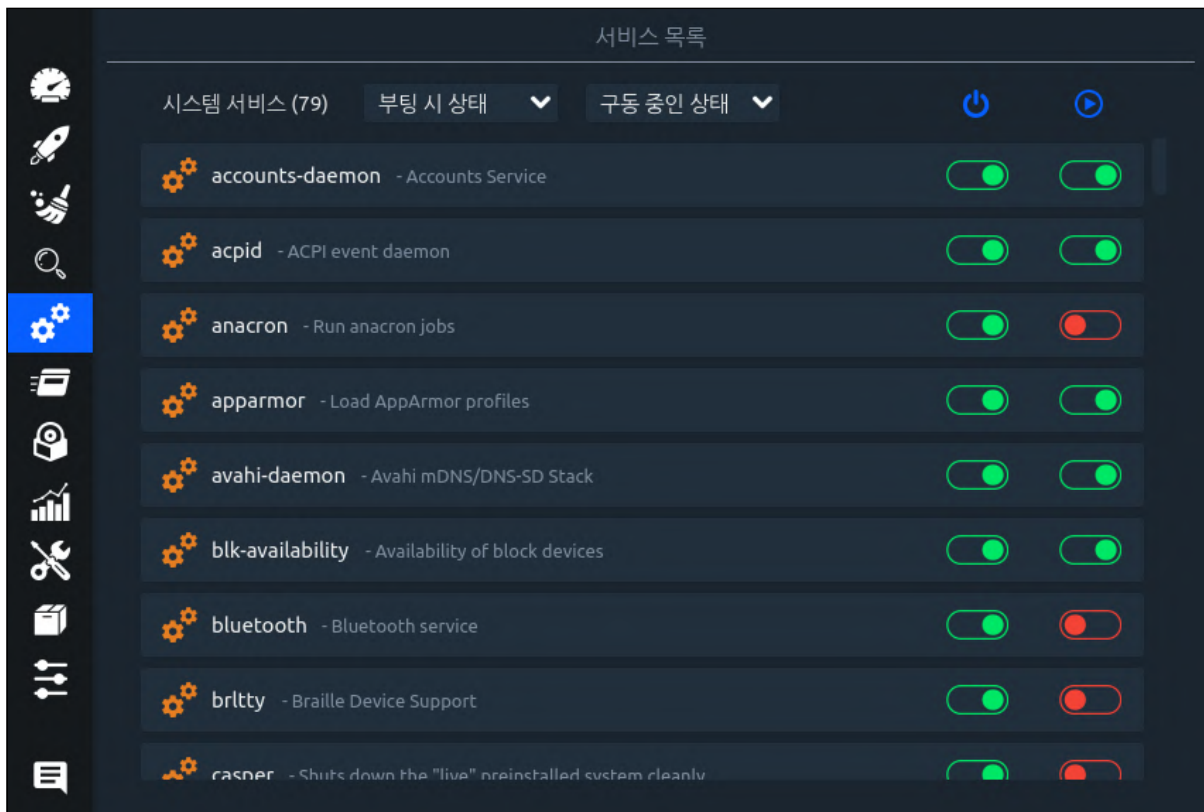 서비스 목록
시스템 서비스 (79) 부팅 시 상태 구동 중인 상태
accounts-daemon - Accounts Service
acpid - ACPI event daemon
anacron - Run anacron jobs
apparmor - Load AppArmor profiles
avahi-daemon - Avahi mDNS/DNS-SD Stack
blk-availability - Availability of block devices
bluetooth - Bluetooth service
brltty - Braille Device Support
casper - Shuts down the "live" preinstalled system cleanly